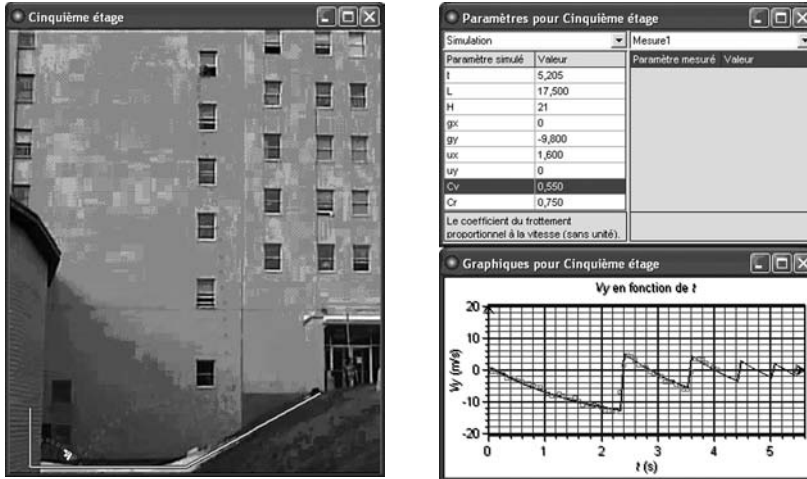 Cinquième étage
Paramètres pour Cinquième étage
Simulation
Mesure1
Paramètre simulé Valeur
Paramètre mesuré Valeur
t 5,205
L 17,500
H 21
gx 0
gy -9,800
ux 1,600
uy 0
Cv 0,550
Cr 0,750
Le coefficient du frottement
proportionnel à la vitesse (sans unité).
Graphiques pour Cinquième étage
Vy en fonction de t
Vy (m/s)
20
10
0
-10
-20
0 1 2 3 4 5
t (s)